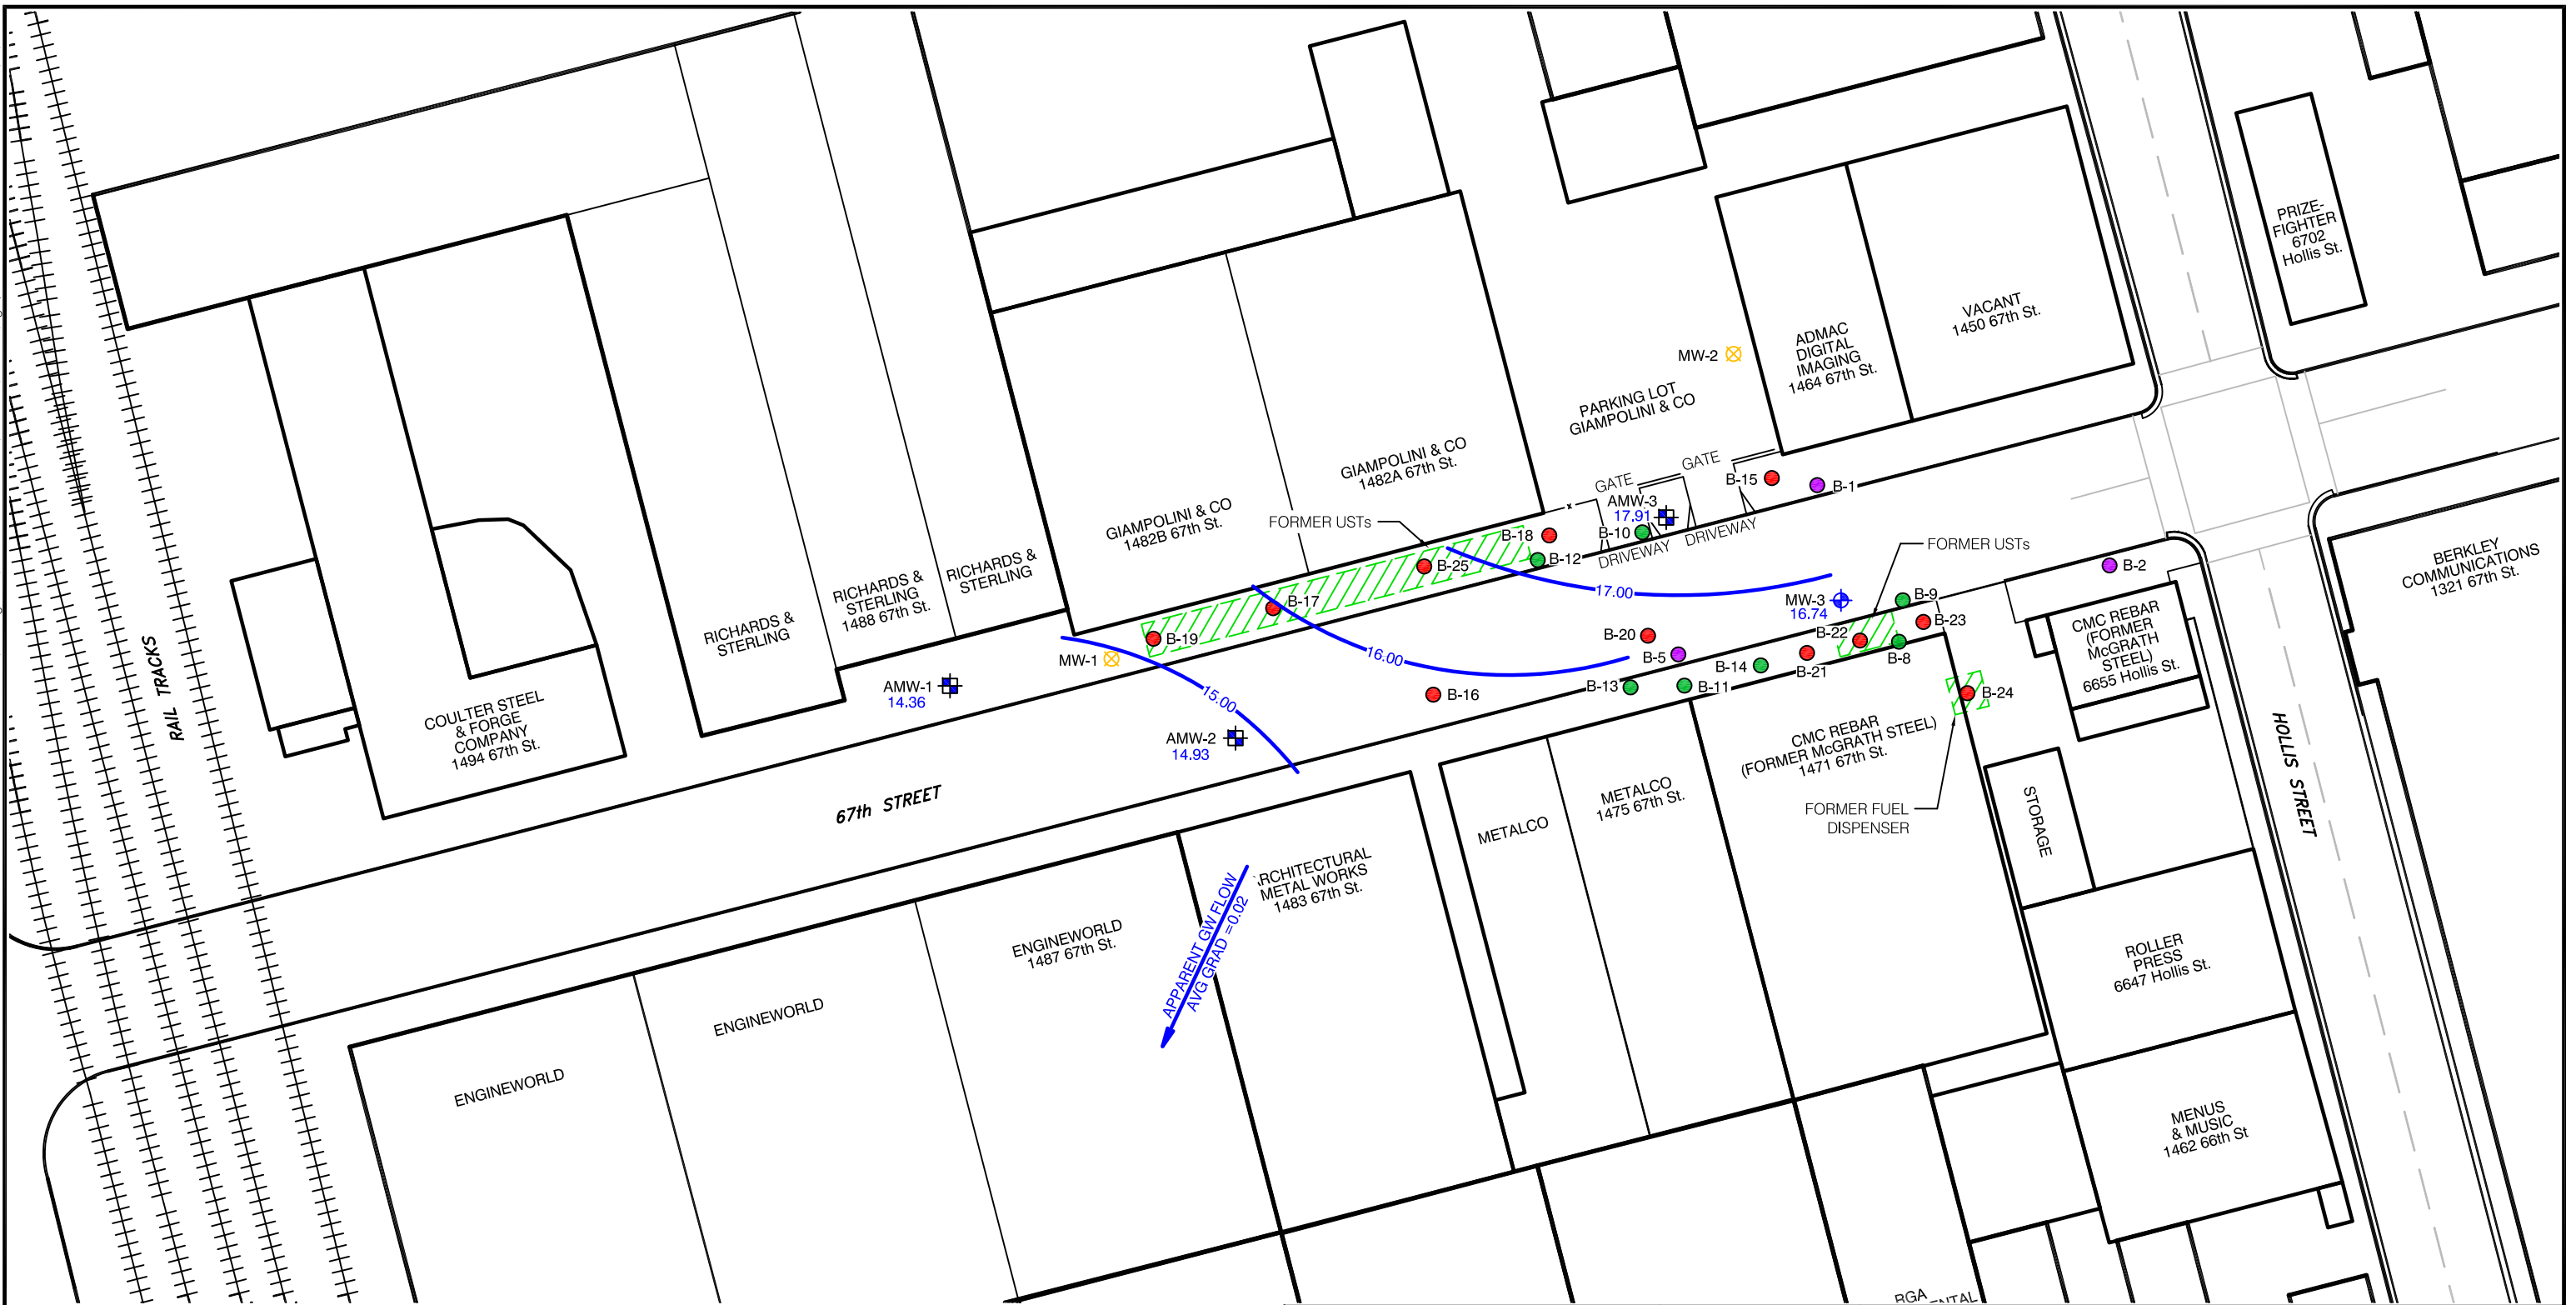 PRIZE-
FIGHTER
6702
Hollis St.
VACANT
1450 67th St.
ADMAC
DIGITAL
IMAGING
1464 67th St.
MW-2
PARKING LOT
GIAMPOLINI & CO
GIAMPOLINI & CO
1482A 67th St.
GIAMPOLINI & CO
1482B 67th St.
GATE
GATE
B-15
B-1
AMW-3
17.91
FORMER USTs
B-18
B-10
DRIVEWAY
DRIVEWAY
B-12
B-25
FORMER USTs
BERKLEY
COMMUNICATIONS
1321 67th St.
B-2
RICHARDS &
STERLING
RICHARDS &
STERLING
1488 67th St.
RICHARDS &
STERLING
B-17
17.00
MW-3
16.74
B-9
B-23
B-22
B-8
CMC REBAR
(FORMER
McGRATH
STEEL)
6655 Hollis St.
B-19
MW-1
B-20
B-5
16.00
B-14
B-21
B-13
B-11
B-16
B-24
RAIL TRACKS
AMW-1
14.36
15.00
AMW-2
14.93
COULTER STEEL
& FORGE
COMPANY
1494 67th St.
CMC REBAR
(FORMER McGRATH STEEL)
1471 67th St.
HOLLIS STREET
67th STREET
METALCO
1475 67th St.
METALCO
FORMER FUEL
DISPENSER
STORAGE
RCHITECTURAL
METAL WORKS
1483 67th St.
APPARENT GW FLOW
AVG GRAD =0.02
ENGINEWORLD
1487 67th St.
ENGINEWORLD
ENGINEWORLD
ROLLER
PRESS
6647 Hollis St.
MENUS
& MUSIC
1462 66th St
RGA